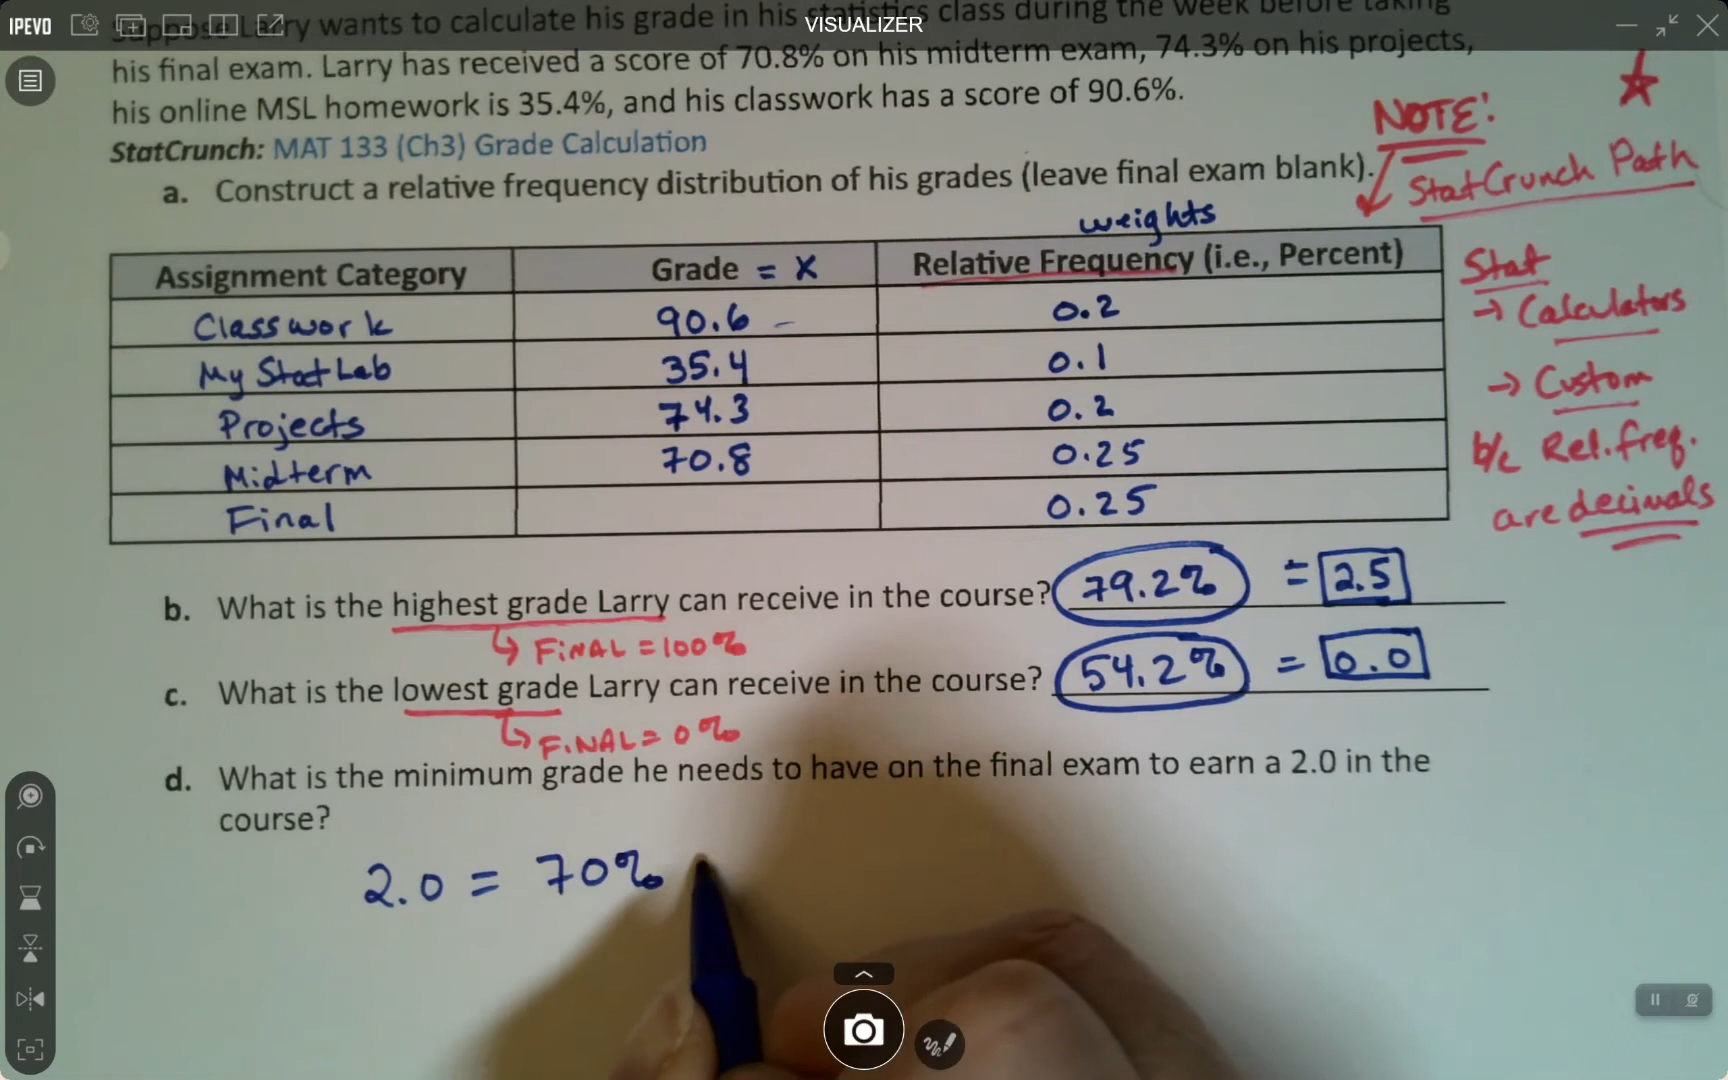 IPEVO
VISUALIZER
Suppose Larry wants to calculate his grade in his statistics class during the week before taking
his final exam. Larry has received a score of 70.8% on his midterm exam, 74.3% on his projects,
his online MSL homework is 35.4%, and his classwork has a score of 90.6%.
NOTE!
StatCrunch: MAT 133 (Ch3) Grade Calculation
StatCrunch Path
a. Construct a relative frequency distribution of his grades (leave final exam blank).
weights
Assignment Category Grade = X Relative Frequency (i.e., Percent)
Classwork 90.6 0.2
My StatLab 35.4 0.1
Projects 74.3 0.2
Midterm 70.8 0.25
Final 0.25
Stat
→ Calculators
→ Custom
b/c Rel. freq.
are decimals
b. What is the highest grade Larry can receive in the course? 79.2% = 2.5
↳ FINAL = 100%
c. What is the lowest grade Larry can receive in the course? 54.2% = 0.0
↳ FINAL = 0%
d. What is the minimum grade he needs to have on the final exam to earn a 2.0 in the
course?
2.0 = 70%